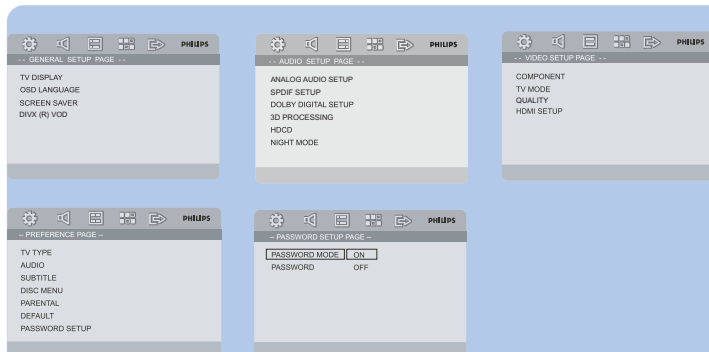 PHILIPS
- - GENERAL SETUP PAGE - -
TV DISPLAY
OSD LANGUAGE
SCREEN SAVER
DIVX (R) VOD
PHILIPS
- - AUDIO SETUP PAGE - -
ANALOG AUDIO SETUP
SPDIF SETUP
DOLBY DIGITAL SETUP
3D PROCESSING
HDCD
NIGHT MODE
PHILIPS
- - VIDEO SETUP PAGE - -
COMPONENT
TV MODE
QUALITY
HDMI SETUP
PHILIPS
-- PREFERENCE PAGE --
TV TYPE
AUDIO
SUBTITLE
DISC MENU
PARENTAL
DEFAULT
PASSWORD SETUP
PHILIPS
-- PASSWORD SETUP PAGE --
PASSWORD MODE ON
PASSWORD OFF